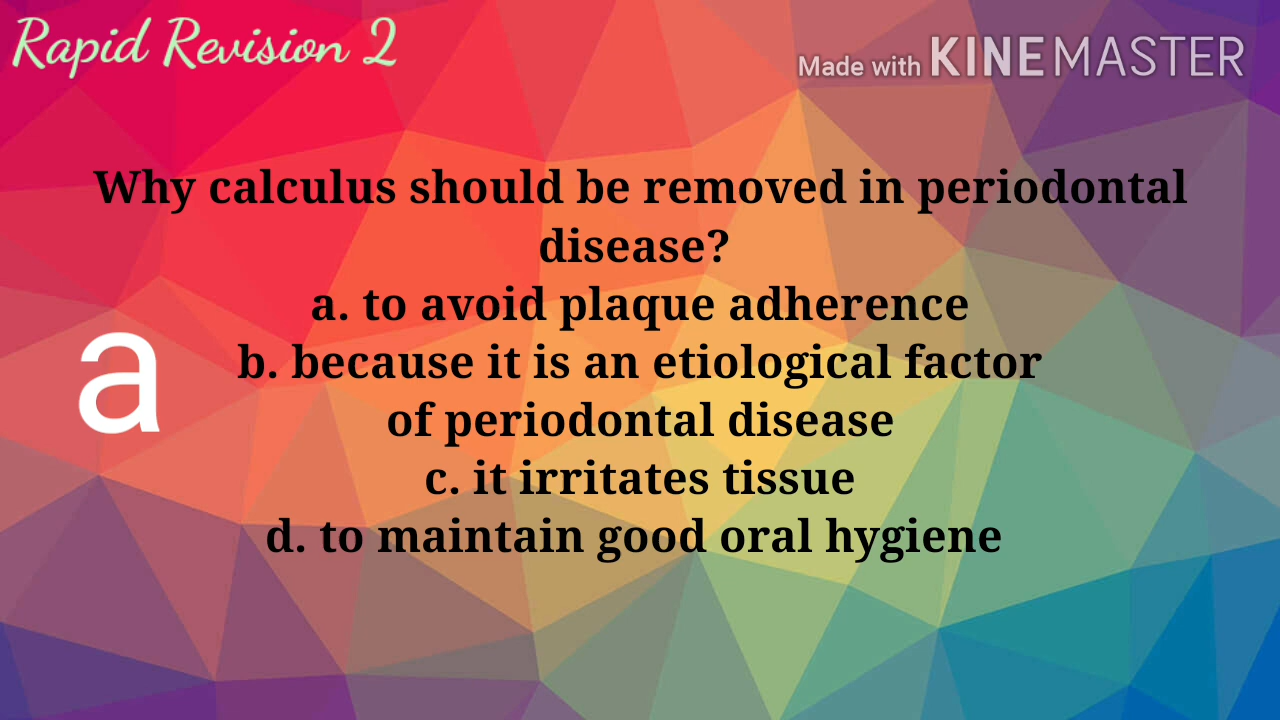 Rapid Revision 2
Made with KINEMASTER
Why calculus should be removed in periodontal
disease?
a. to avoid plaque adherence
b. because it is an etiological factor
of periodontal disease
c. it irritates tissue
d. to maintain good oral hygiene
a